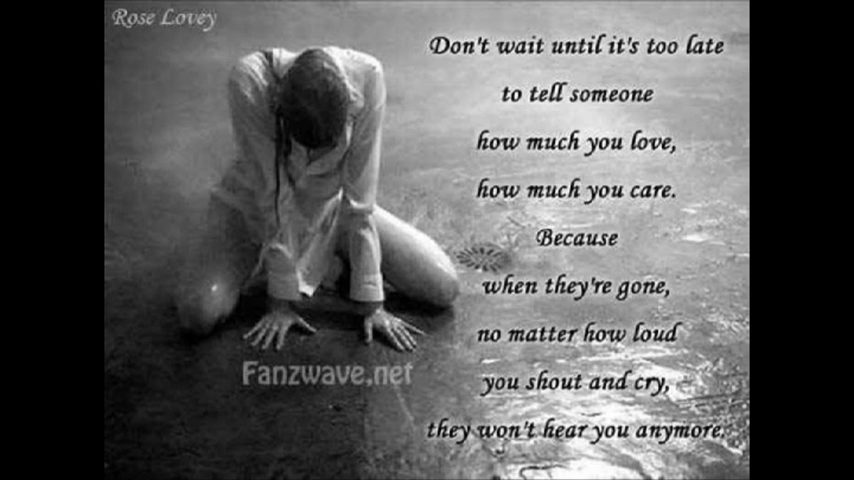 Rose Lovey
Don't wait until it's too late
to tell someone
how much you love,
how much you care.
Because
when they're gone,
no matter how loud
you shout and cry,
they won't hear you anymore.
Fanzwave.net